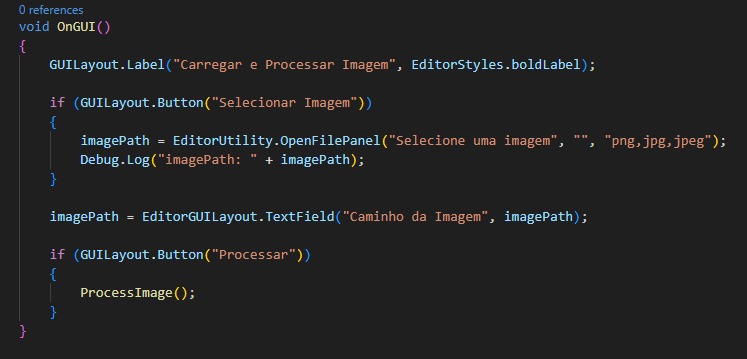 0 references
void OnGUI()
{
GUILayout.Label("Carregar e Processar Imagem", EditorStyles.boldLabel);
if (GUILayout.Button("Selecionar Imagem"))
{
imagePath = EditorUtility.OpenFilePanel("Selecione uma imagem", "", "png,jpg,jpeg");
Debug.Log("imagePath: " + imagePath);
}
imagePath = EditorGUILayout.TextField("Caminho da Imagem", imagePath);
if (GUILayout.Button("Processar"))
{
ProcessImage();
}
}